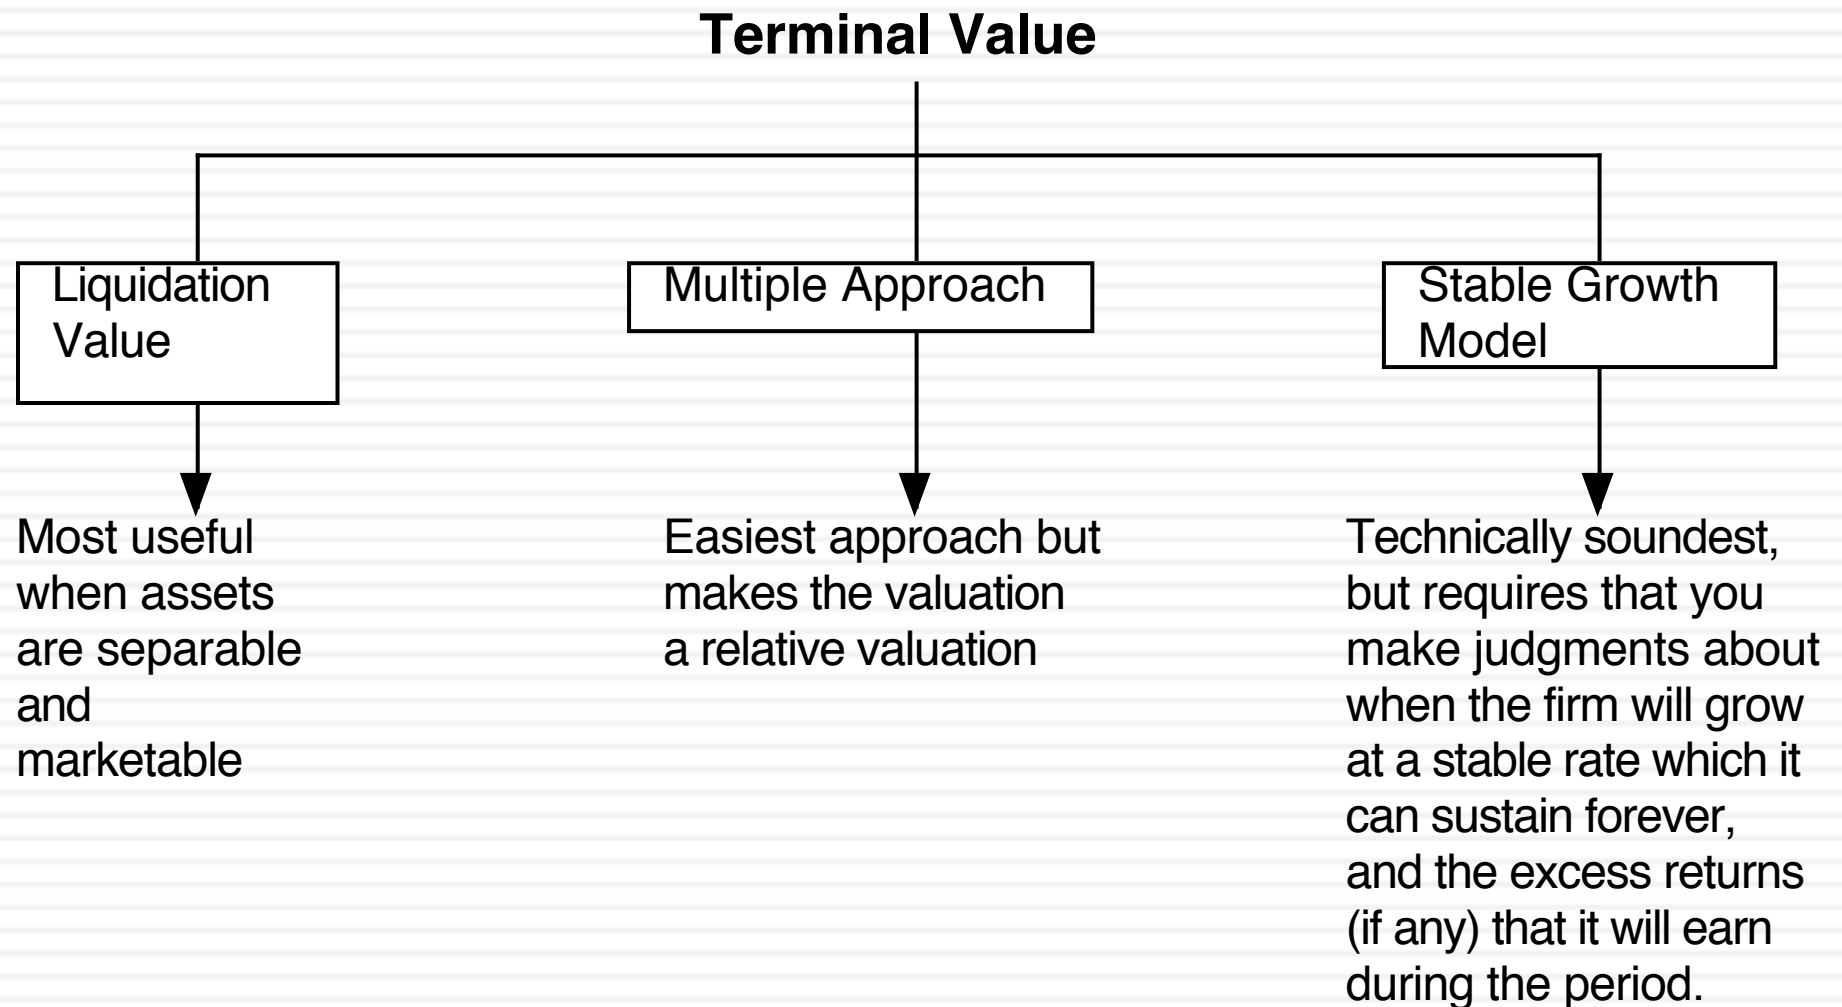 Terminal Value
Liquidation
Value
Multiple Approach
Stable Growth
Model
Most useful
when assets
are separable
and
marketable
Easiest approach but
makes the valuation
a relative valuation
Technically soundest,
but requires that you
make judgments about
when the firm will grow
at a stable rate which it
can sustain forever,
and the excess returns
(if any) that it will earn
during the period.